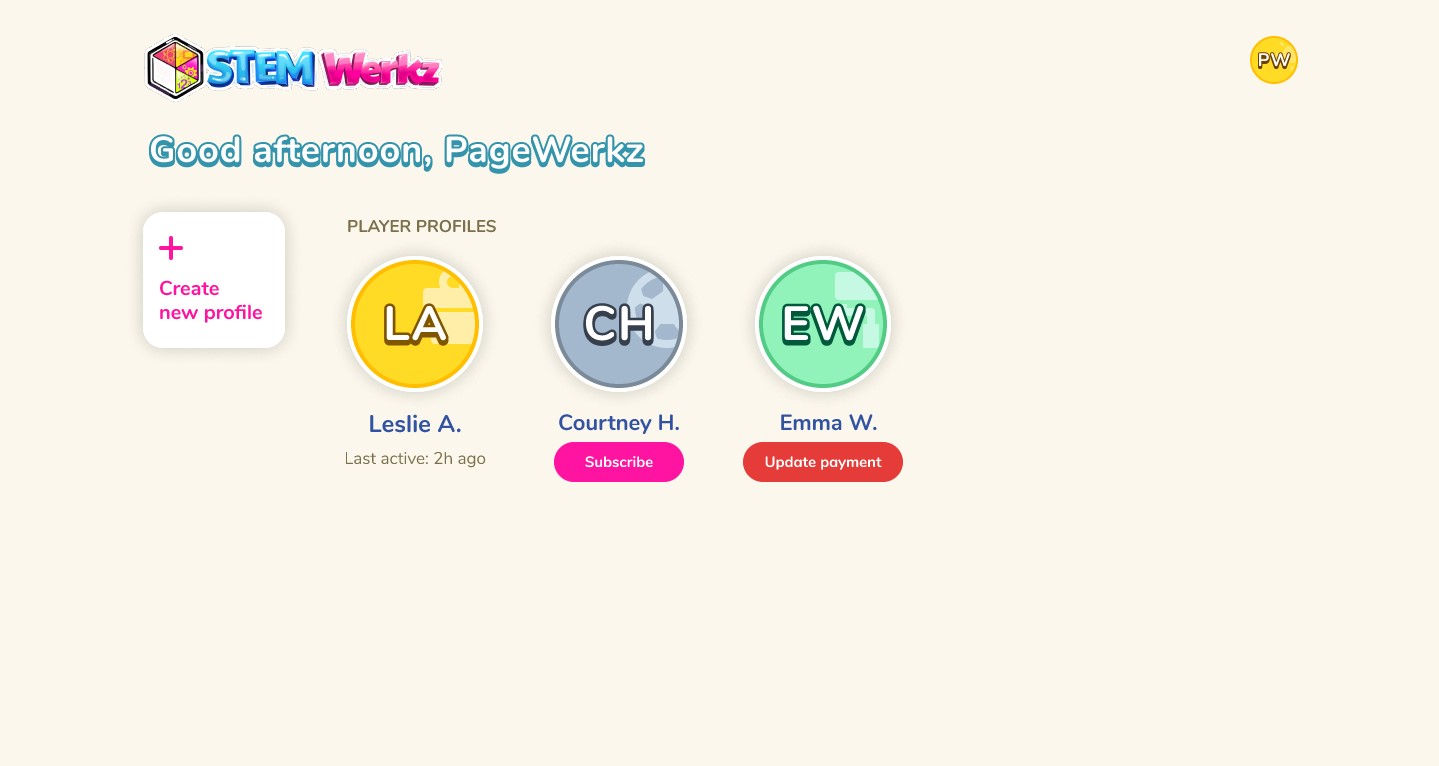 STEM Werkz
PW
Good afternoon, PageWerkz
+ Create
new profile
PLAYER PROFILES
LA
CH
EW
Leslie A.
Courtney H.
Emma W.
Last active: 2h ago
Subscribe
Update payment